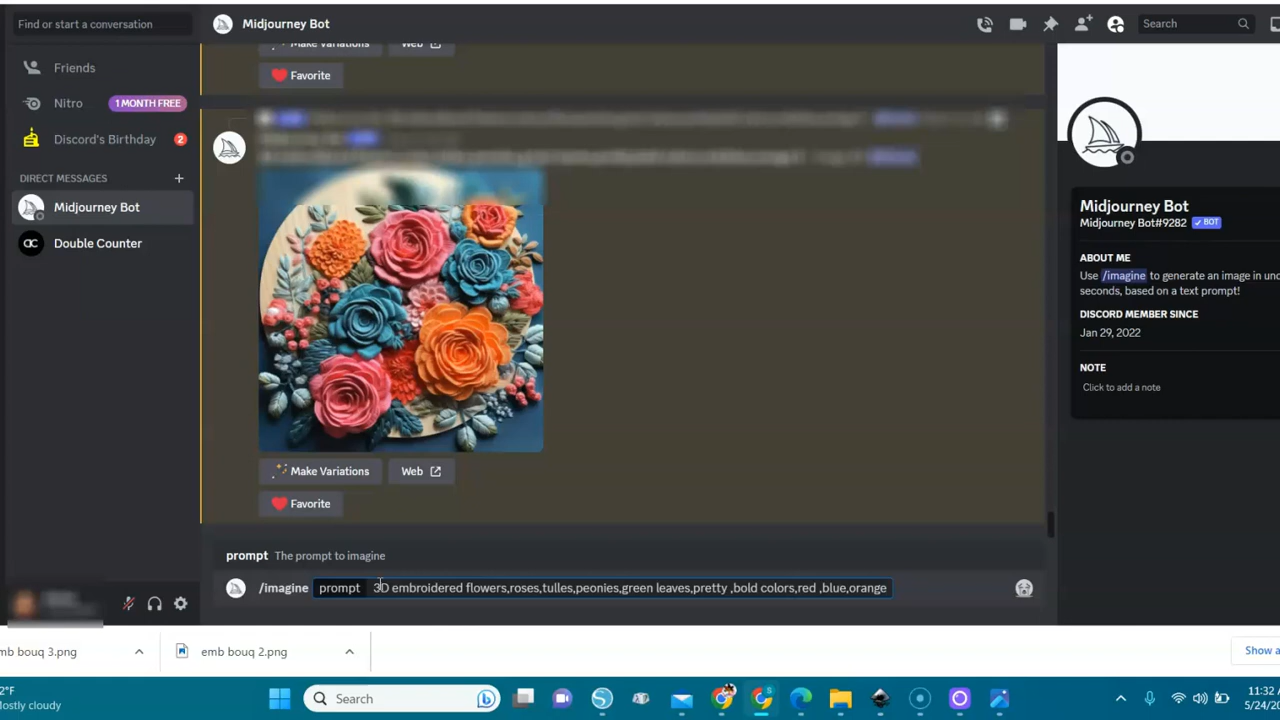 Find or start a conversation
Midjourney Bot
Search
Friends
Nitro
1 MONTH FREE
Discord's Birthday
2
DIRECT MESSAGES
Midjourney Bot
Double Counter
Make Variations
Web
Favorite
Make Variations
Web
Favorite
prompt The prompt to imagine
/imagine prompt 3D embroidered flowers,roses,tulles,peonies,green leaves,pretty ,bold colors,red ,blue,orange
Midjourney Bot
Midjourney Bot#9282 BOT
ABOUT ME
Use /imagine to generate an image in
seconds, based on a text prompt!
DISCORD MEMBER SINCE
Jan 29, 2022
NOTE
Click to add a note
mb bouq 3.png
emb bouq 2.png
Show
2°F
Mostly cloudy
Search
11:32
5/24/20